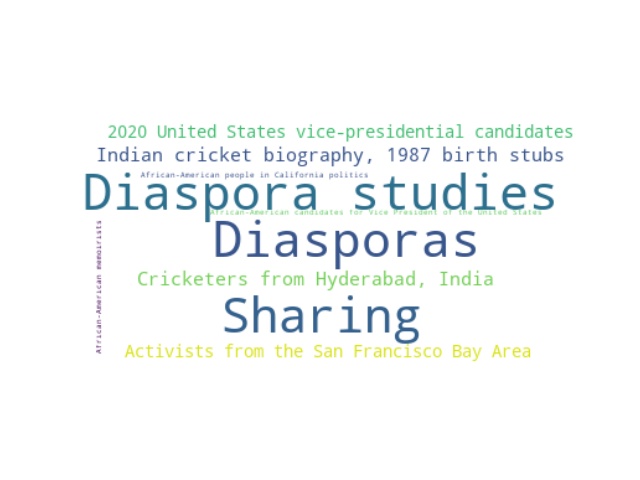 2020 United States vice-presidential candidates
Indian cricket biography, 1987 birth stubs
African-American people in California politics
Diaspora studies
African-American candidates for Vice President of the United States
Diasporas
African-American memoirists
Cricketers from Hyderabad, India
Sharing
Activists from the San Francisco Bay Area